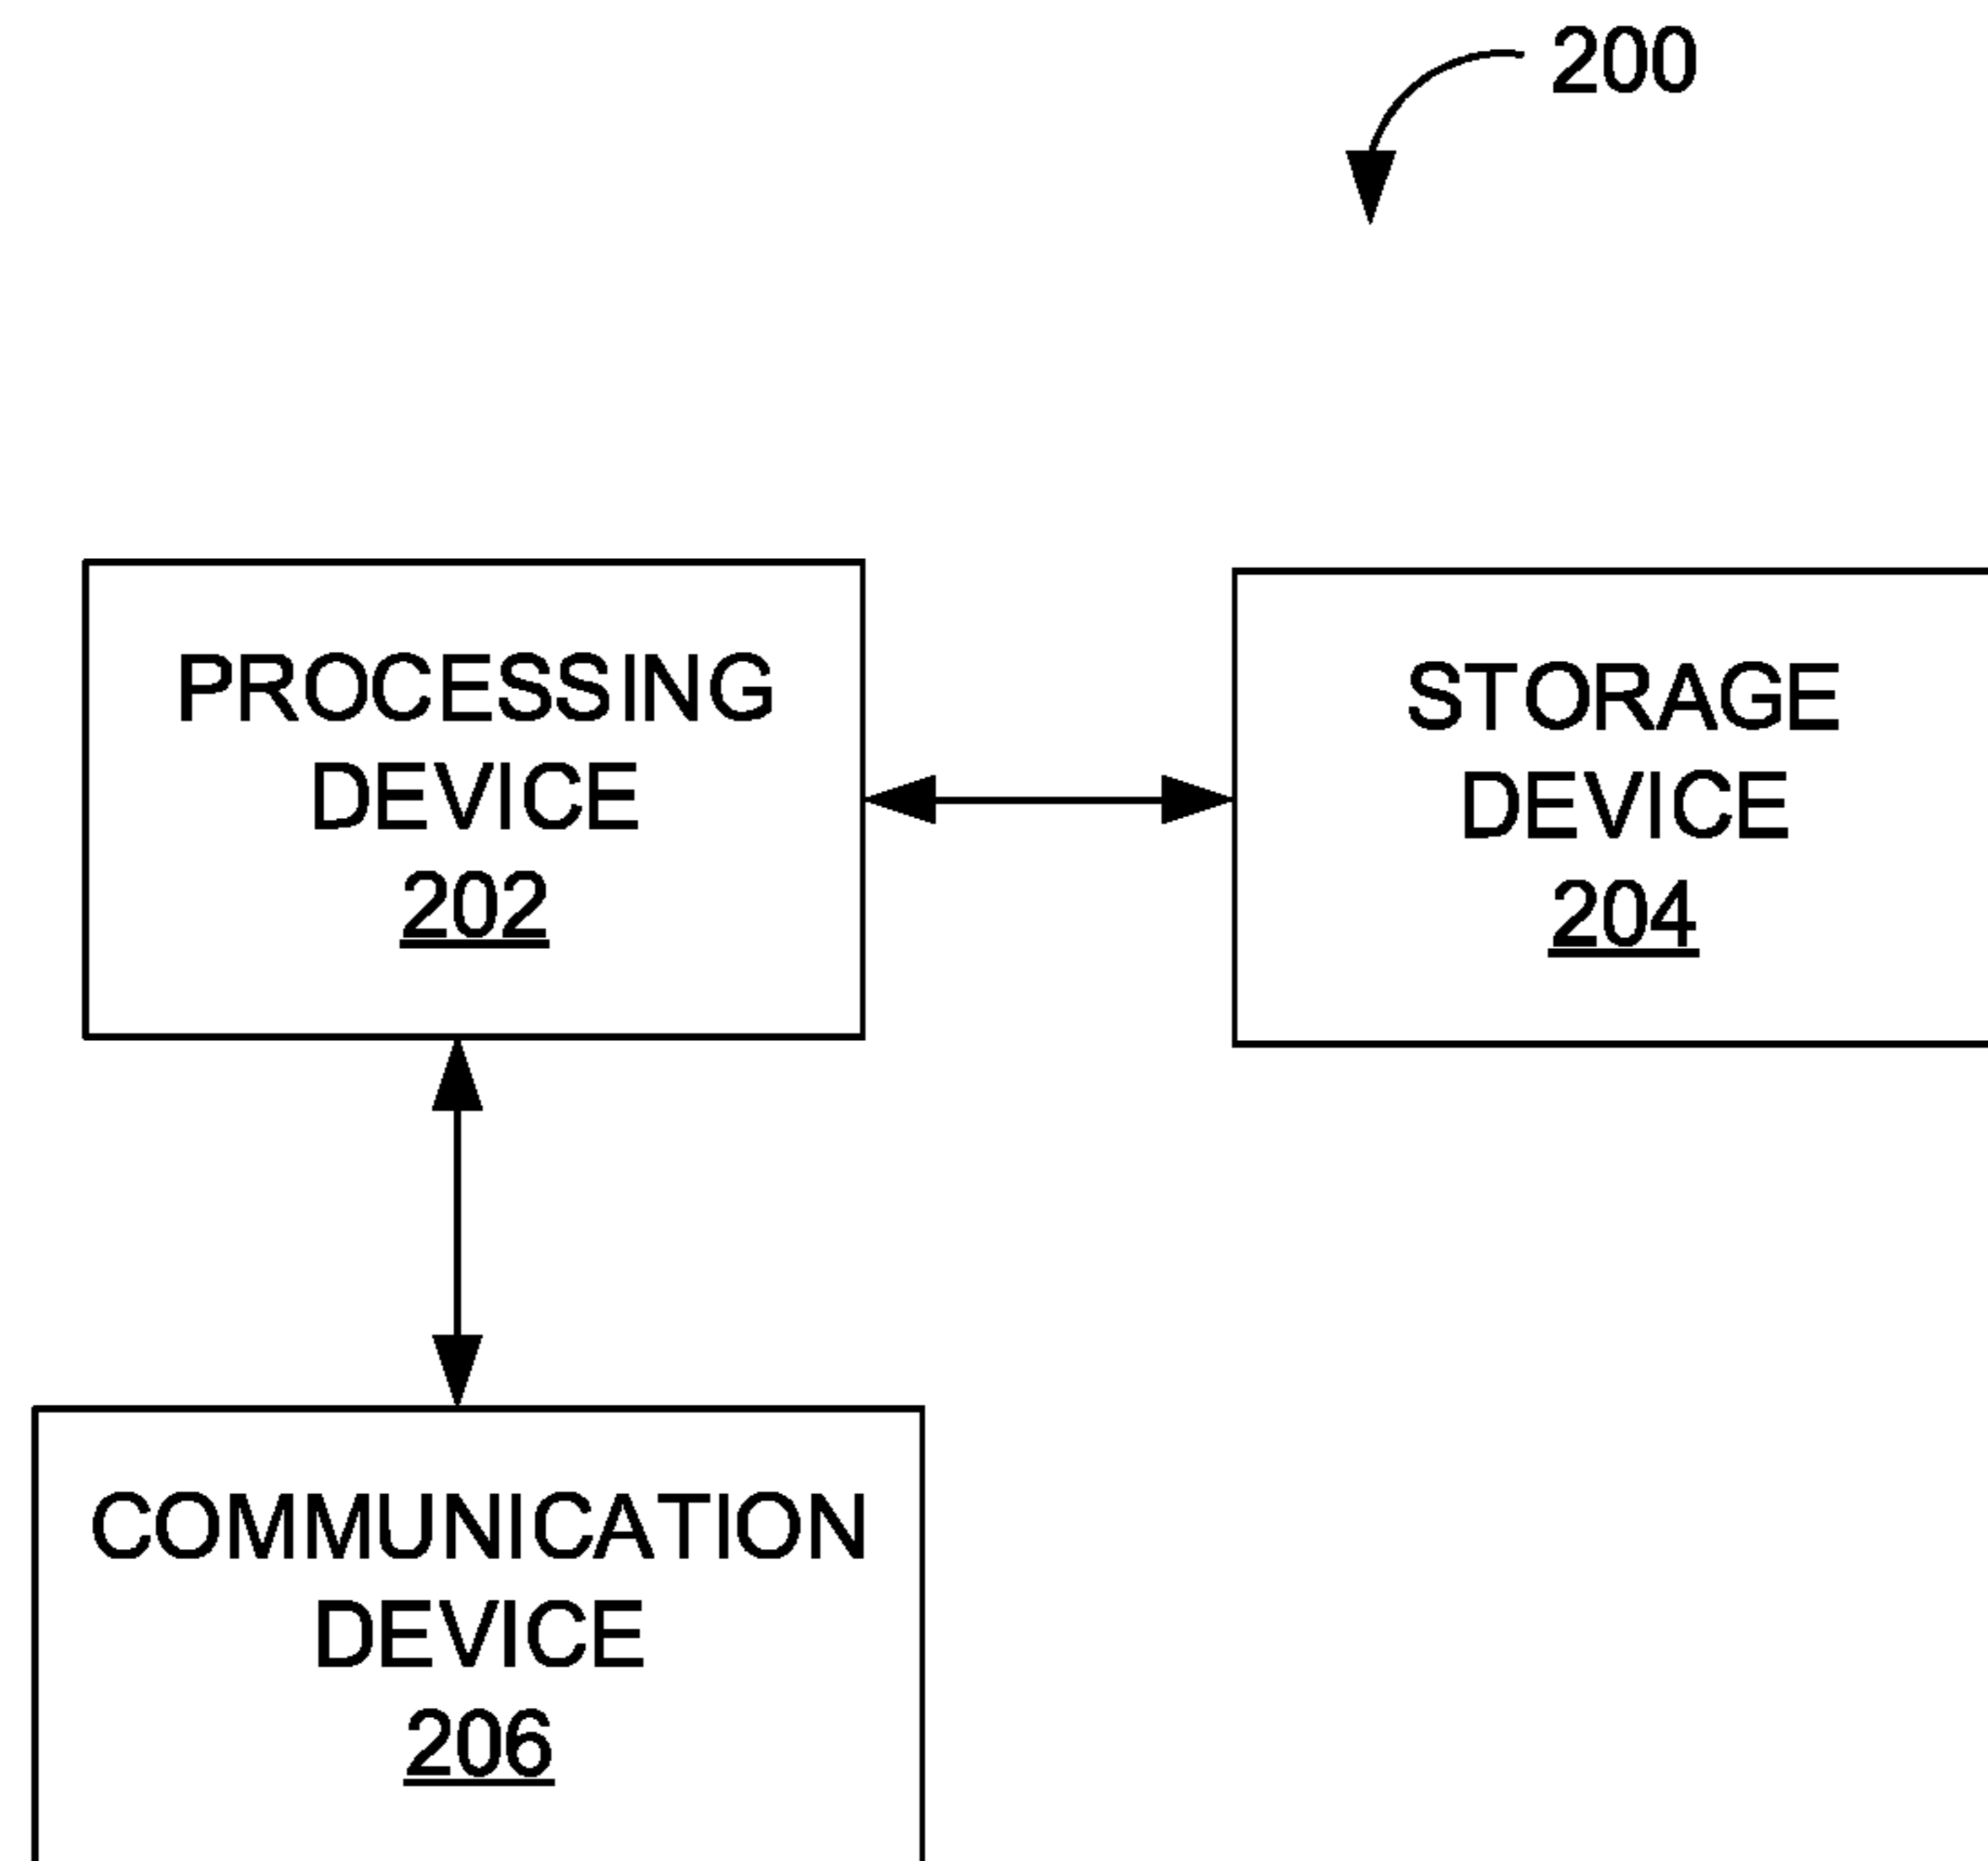 200
PROCESSING
DEVICE
202
STORAGE
DEVICE
204
COMMUNICATION
DEVICE
206